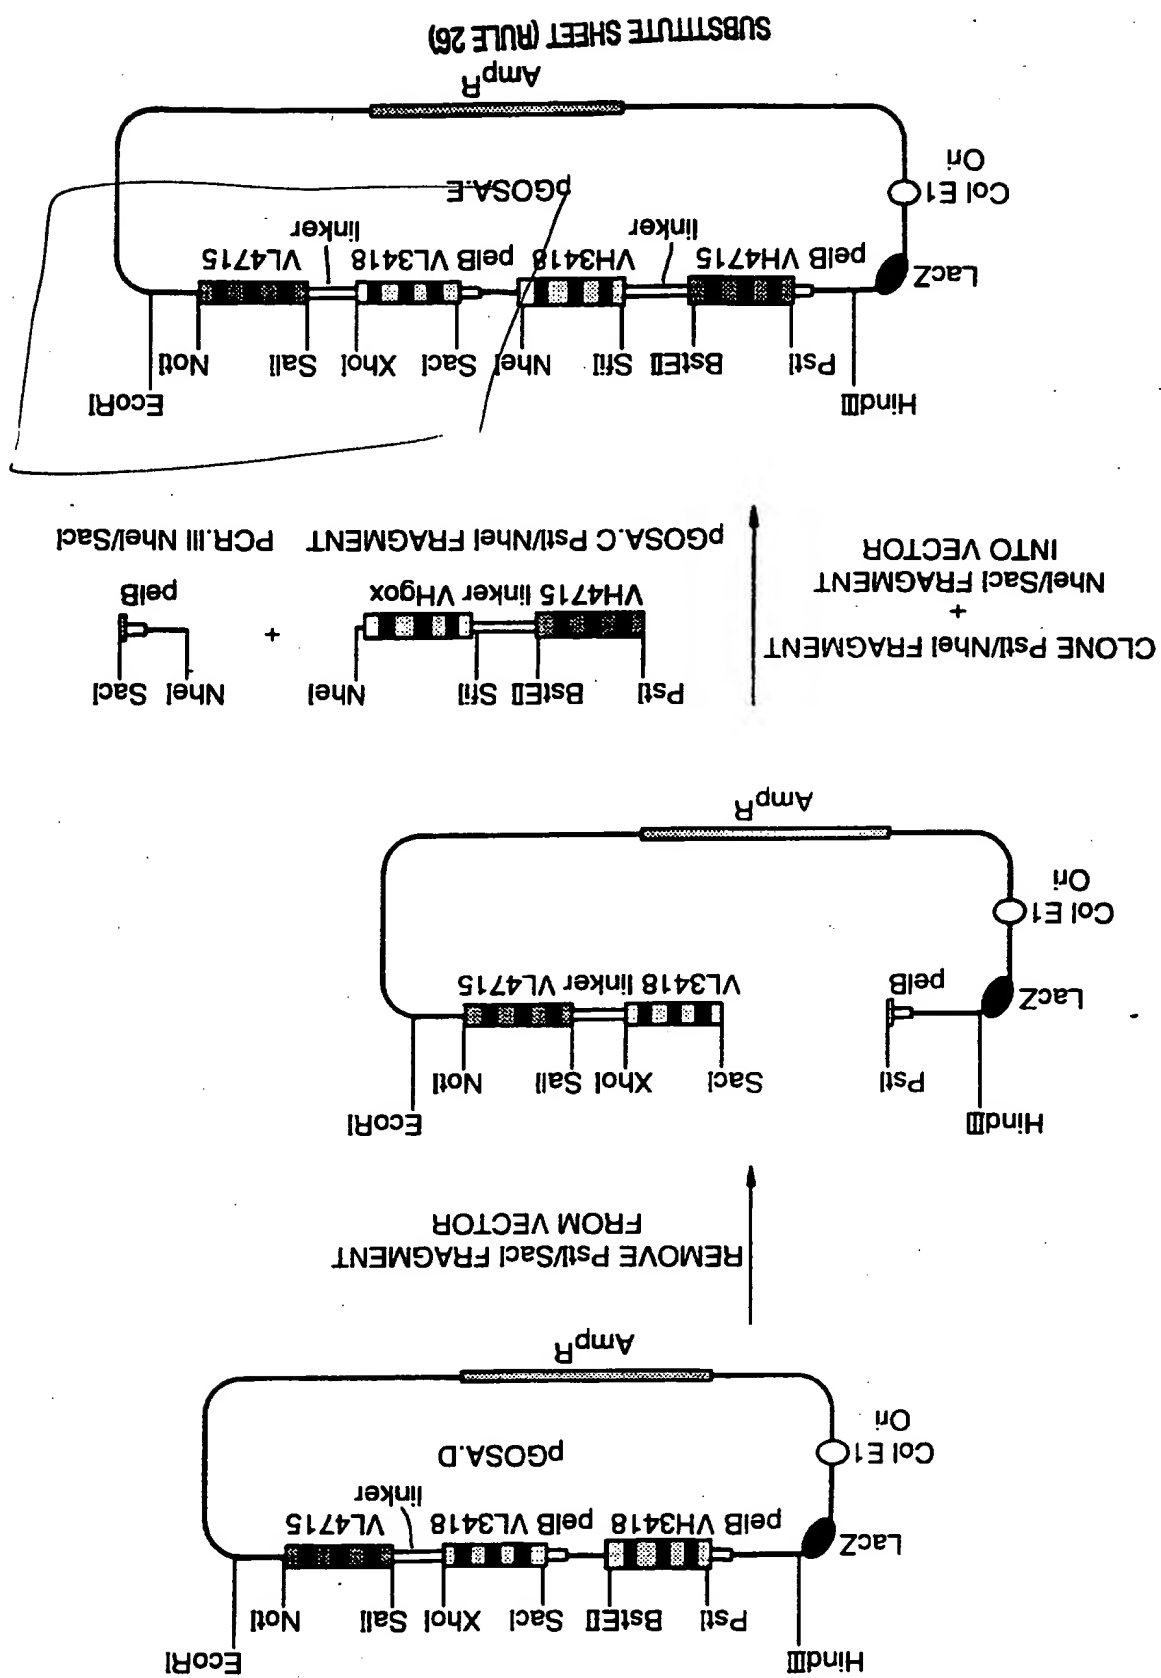 HindIII EcoRI
PstI BstEII SacI XhoI SalI NotI
LacZ pelB VH3418 pelB VL3418 VL4715
linker
Col E1
Ori
pGOSA.D
AmpR
REMOVE PstI/SacI FRAGMENT
FROM VECTOR
HindIII EcoRI
PstI SacI XhoI SalI NotI
LacZ pelB VL3418 linker VL4715
Col E1
Ori
AmpR
CLONE PstI/NheI FRAGMENT
+
NheI/SacI FRAGMENT
INTO VECTOR
PstI BstEII SfiI NheI NheI SacI
VH4715 linker VHgox + pelB
pGOSA.C PstI/NheI FRAGMENT PCR.III NheI/SacI
HindIII EcoRI
PstI BstEII SfiI NheI SacI XhoI SalI NotI
LacZ pelB VH4715 VH3418 pelB VL3418 VL4715
linker linker
Col E1
Ori
pGOSA.E
AmpR
SUBSTITUTE SHEET (RULE 26)